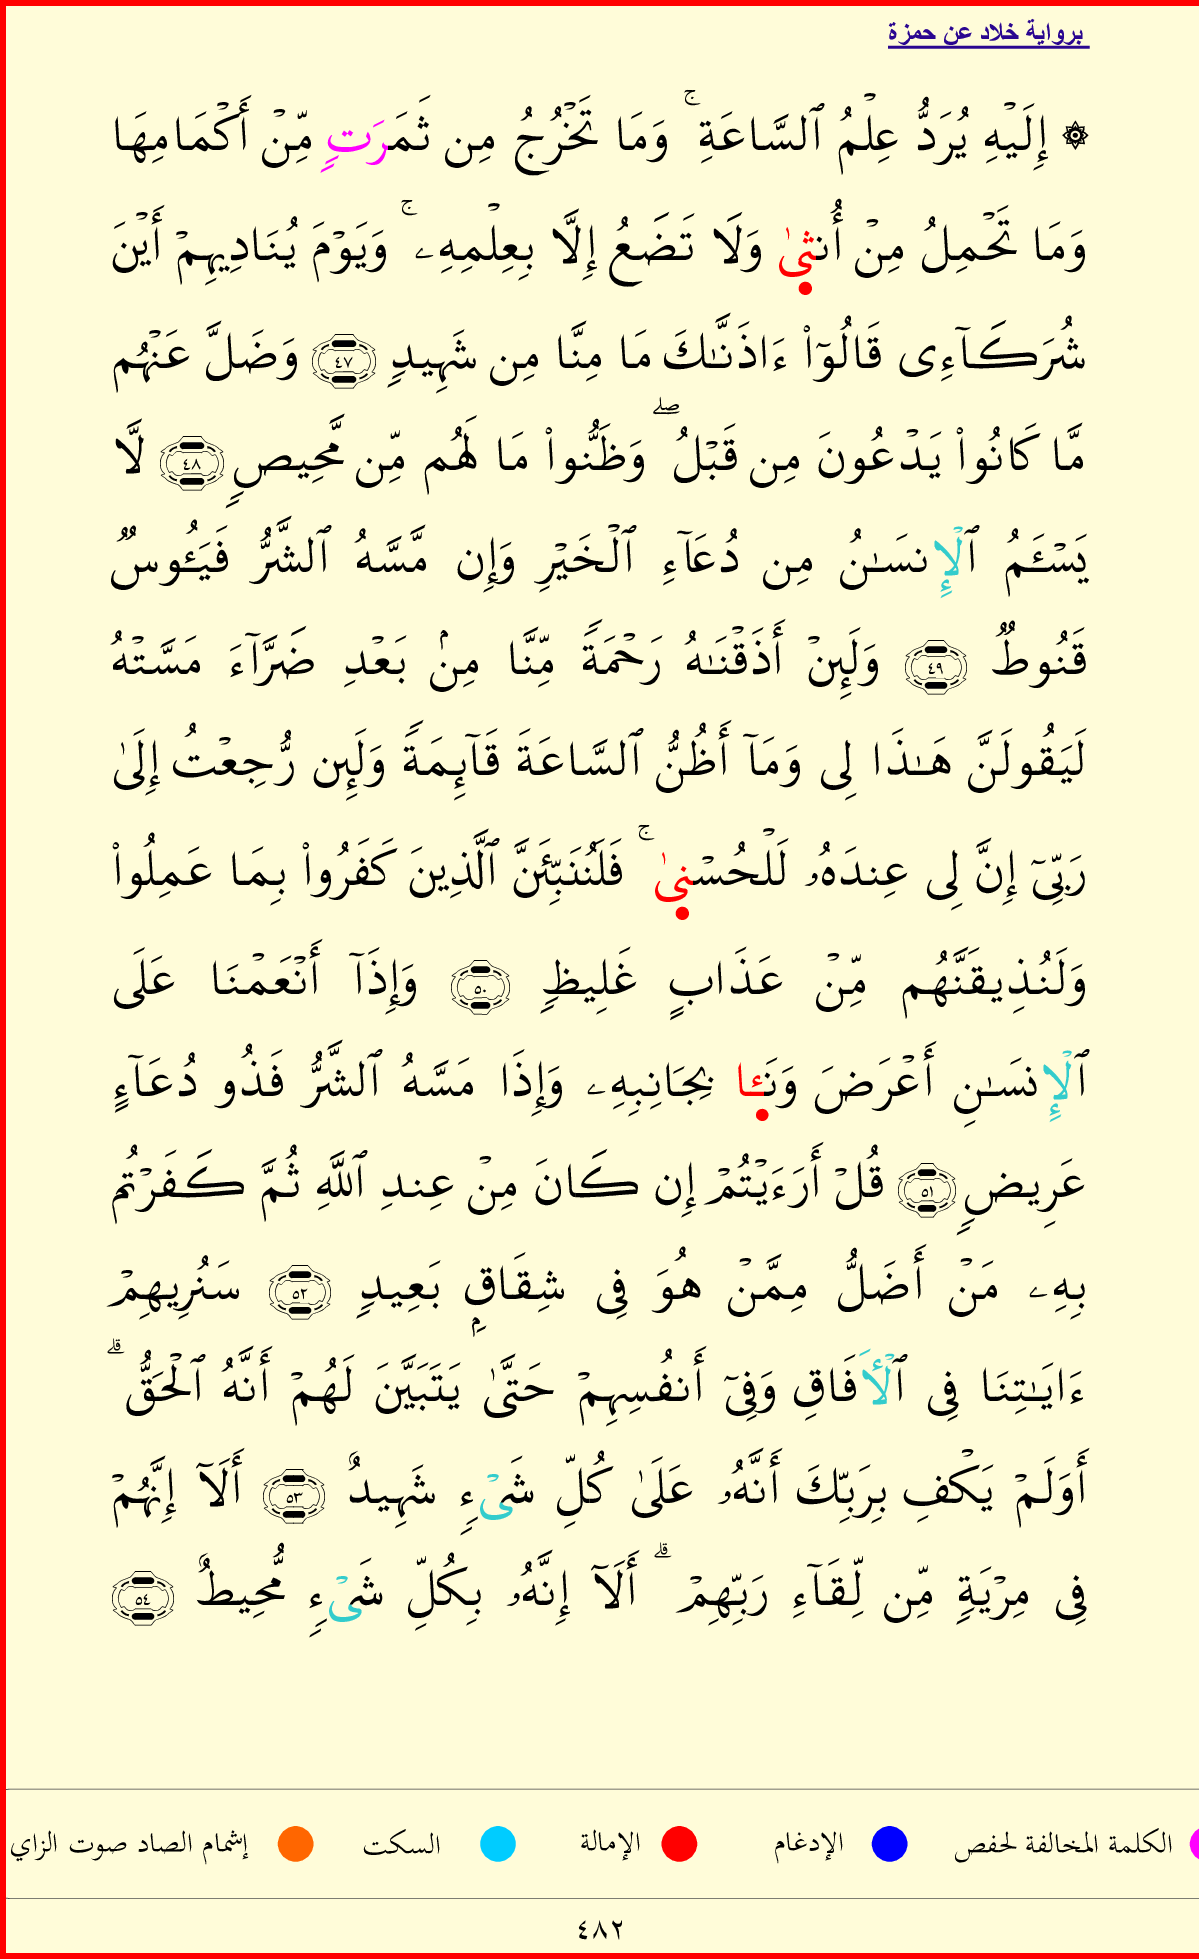 برواية خلاد عن حمزة
۞ إِلَيْهِ يُرَدُّ عِلْمُ ٱلسَّاعَةِ ۚ وَمَا تَخْرُجُ مِن ثَمَرَتٍ مِّنْ أَكْمَامِهَا
وَمَا تَحْمِلُ مِنْ أُنثىٰ وَلَا تَضَعُ إِلَّا بِعِلْمِهِۦ ۚ وَيَوْمَ يُنَادِيهِمْ أَيْنَ
شُرَكَآءِى قَالُوٓا۟ ءَاذَنَّـٰكَ مَا مِنَّا مِن شَهِيدٍ ٤٧ وَضَلَّ عَنْهُم
مَّا كَانُوا۟ يَدْعُونَ مِن قَبْلُ ۖ وَظَنُّوا۟ مَا لَهُم مِّن مَّحِيصٍ ٤٨ لَّا
يَسْـَٔمُ ٱلْإِنسَـٰنُ مِن دُعَآءِ ٱلْخَيْرِ وَإِن مَّسَّهُ ٱلشَّرُّ فَيَـُٔوسٌ
قَنُوطٌ ٤٩ وَلَئِنْ أَذَقْنَـٰهُ رَحْمَةً مِّنَّا مِنۢ بَعْدِ ضَرَّآءَ مَسَّتْهُ
لَيَقُولَنَّ هَـٰذَا لِى وَمَآ أَظُنُّ ٱلسَّاعَةَ قَآئِمَةً وَلَئِن رُّجِعْتُ إِلَىٰ
رَبِّىٓ إِنَّ لِى عِندَهُۥ لَلْحُسْنىٰ ۚ فَلَنُنَبِّئَنَّ ٱلَّذِينَ كَفَرُوا۟ بِمَا عَمِلُوا۟
وَلَنُذِيقَنَّهُم مِّنْ عَذَابٍ غَلِيظٍ ٥٠ وَإِذَآ أَنْعَمْنَا عَلَى
ٱلْإِنسَـٰنِ أَعْرَضَ وَنَـٔا بِجَانِبِهِۦ وَإِذَا مَسَّهُ ٱلشَّرُّ فَذُو دُعَآءٍ
عَرِيضٍ ٥١ قُلْ أَرَءَيْتُمْ إِن كَانَ مِنْ عِندِ ٱللَّهِ ثُمَّ كَفَرْتُم
بِهِۦ مَنْ أَضَلُّ مِمَّنْ هُوَ فِى شِقَاقٍۭ بَعِيدٍ ٥٢ سَنُرِيهِمْ
ءَايَـٰتِنَا فِى ٱلْأَفَاقِ وَفِىٓ أَنفُسِهِمْ حَتَّىٰ يَتَبَيَّنَ لَهُمْ أَنَّهُ ٱلْحَقُّ ۗ
أَوَلَمْ يَكْفِ بِرَبِّكَ أَنَّهُۥ عَلَىٰ كُلِّ شَىْءٍ شَهِيدٌ ٥٣ أَلَآ إِنَّهُمْ
فِى مِرْيَةٍ مِّن لِّقَآءِ رَبِّهِمْ ۗ أَلَآ إِنَّهُۥ بِكُلِّ شَىْءٍ مُّحِيطٌ ٥٤
الكلمة المخالفة لحفص الإدغام الإمالة السكت إشمام الصاد صوت الزاي
٤٨٢